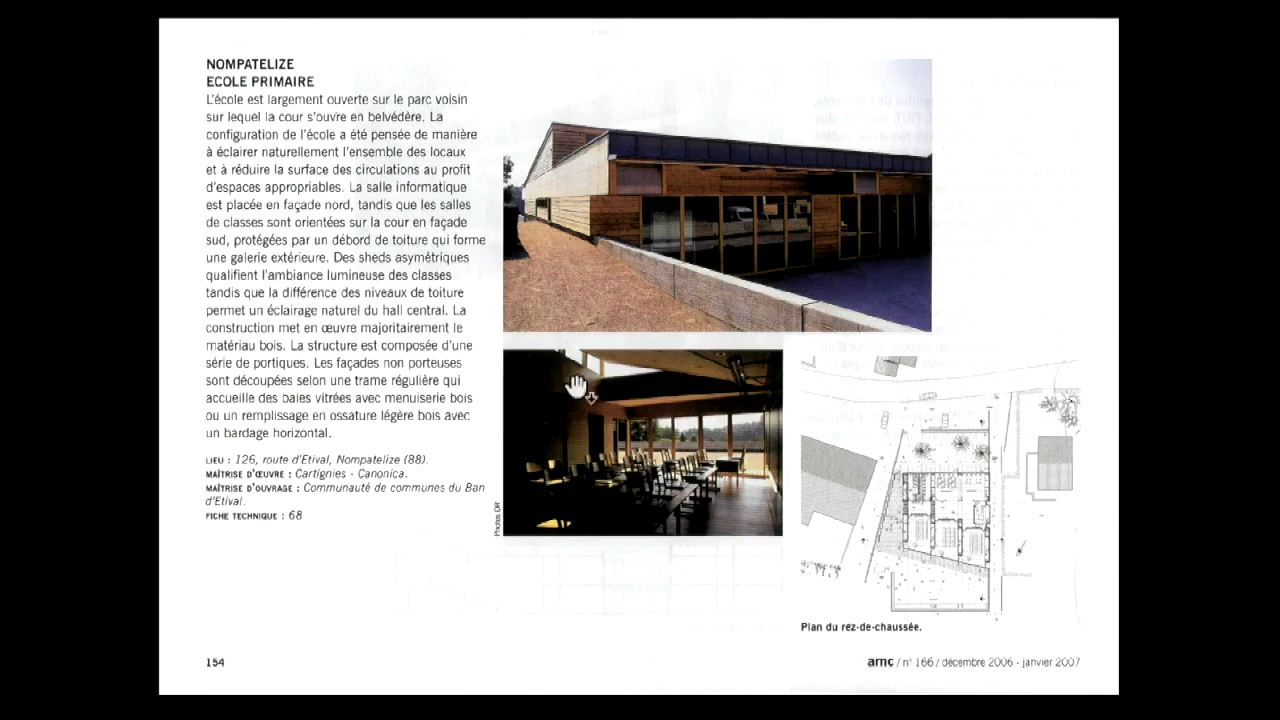 NOMPATELIZE
ECOLE PRIMAIRE
L'école est largement ouverte sur le parc voisin
sur lequel la cour s'ouvre en belvédère. La
configuration de l'école a été pensée de manière
à éclairer naturellement l'ensemble des locaux
et à réduire la surface des circulations au profit
d'espaces appropriables. La salle informatique
est placée en façade nord, tandis que les salles
de classes sont orientées sur la cour en façade
sud, protégées par un débord de toiture qui forme
une galerie extérieure. Des sheds asymétriques
qualifient l'ambiance lumineuse des classes
tandis que la différence des niveaux de toiture
permet un éclairage naturel du hall central. La
construction met en œuvre majoritairement le
matériau bois. La structure est composée d'une
série de portiques. Les façades non porteuses
sont découpées selon une trame régulière qui
accueille des baies vitrées avec menuiserie bois
ou un remplissage en ossature légère bois avec
un bardage horizontal.
LIEU : 126, route d'Etival, Nompatelize (88).
MAÎTRISE D'ŒUVRE : Cartignies - Canonica.
MAÎTRISE D'OUVRAGE : Communauté de communes du Ban
d'Etival.
FICHE TECHNIQUE : 68
Photos DR
Plan du rez-de-chaussée.
154
amc / n° 166 / décembre 2006 - janvier 2007